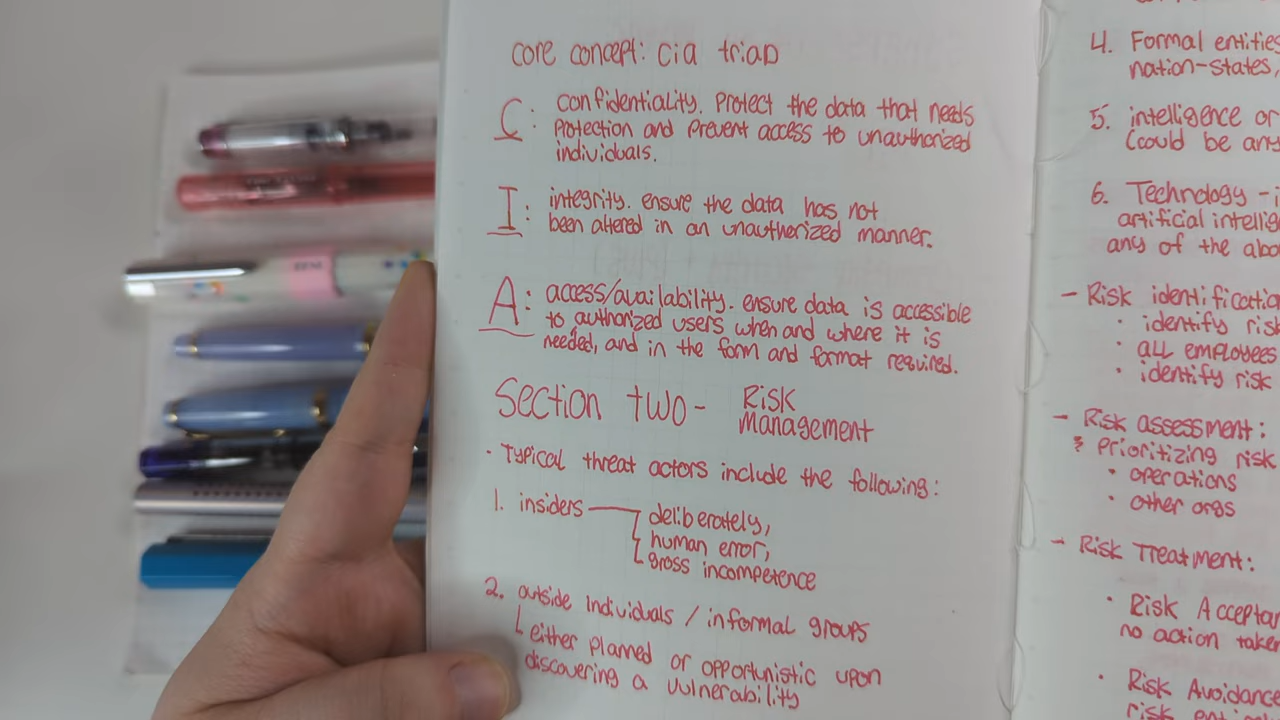 core concept: cia triad
C: confidentiality. Protect the data that needs
protection and prevent access to unauthorized
individuals.
I: integrity. ensure the data has not
been altered in an unauthorized manner.
A: access/availability. ensure data is accessible
to authorized users when and where it is
needed, and in the form and format required.
Section two- Risk
Management
· Typical threat actors include the following:
1. insiders
deliberately,
human error,
gross incompetence
2. outside individuals / informal groups
either planned or opportunistic upon
discovering a vulnerability
4. Formal entities
nation-states,
5. intelligence or
(could be any
6. Technology -
artificial intellig
any of the abo
- Risk identificatio
· identify risk
· all employees
· identify risk
- Risk assessment:
& prioritizing risk
· operations
· other orgs
- Risk Treatment:
· Risk Acceptan
no action taken
· Risk Avoidance
risk